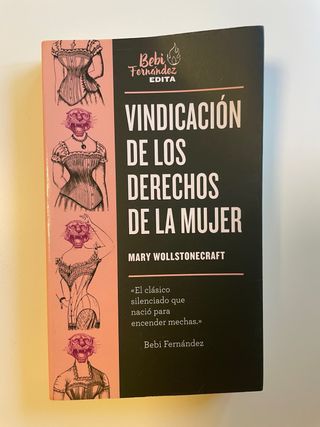 Bebi
Fernández
EDITA
VINDICACIÓN
DE LOS
DERECHOS
DE LA MUJER
MARY WOLLSTONECRAFT
«El clásico
silenciado que
nació para
encender mechas.»
Bebi Fernández